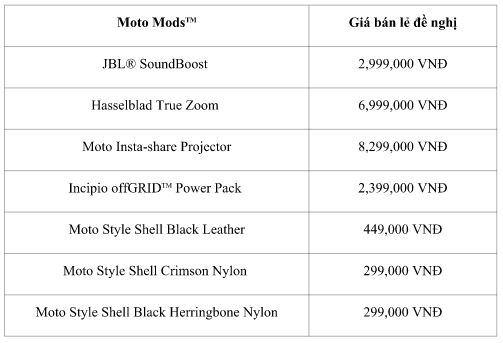 Moto Mods™ Giá bán lẻ đề nghị
JBL® SoundBoost 2,999,000 VNĐ
Hasselblad True Zoom 6,999,000 VNĐ
Moto Insta-share Projector 8,299,000 VNĐ
Incipio offGRID™ Power Pack 2,399,000 VNĐ
Moto Style Shell Black Leather 449,000 VNĐ
Moto Style Shell Crimson Nylon 299,000 VNĐ
Moto Style Shell Black Herringbone Nylon 299,000 VNĐ